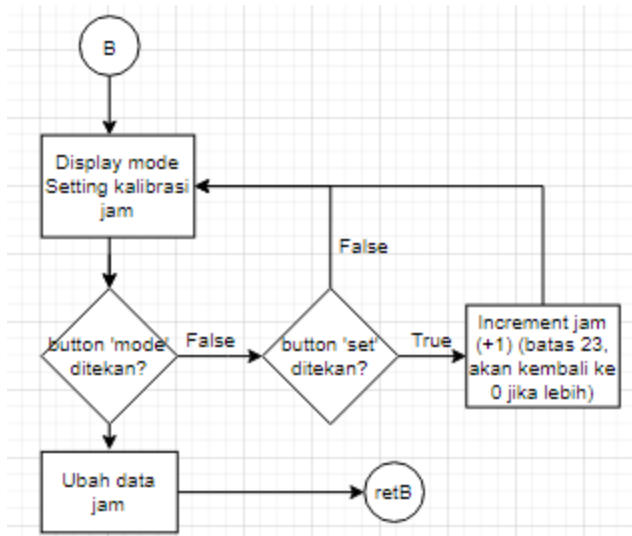 B
Display mode
Setting kalibrasi
jam
False
button 'mode'
ditekan?
False
button 'set'
ditekan?
True
Increment jam
(+1) (batas 23,
akan kembali ke
0 jika lebih)
Ubah data
jam
retB